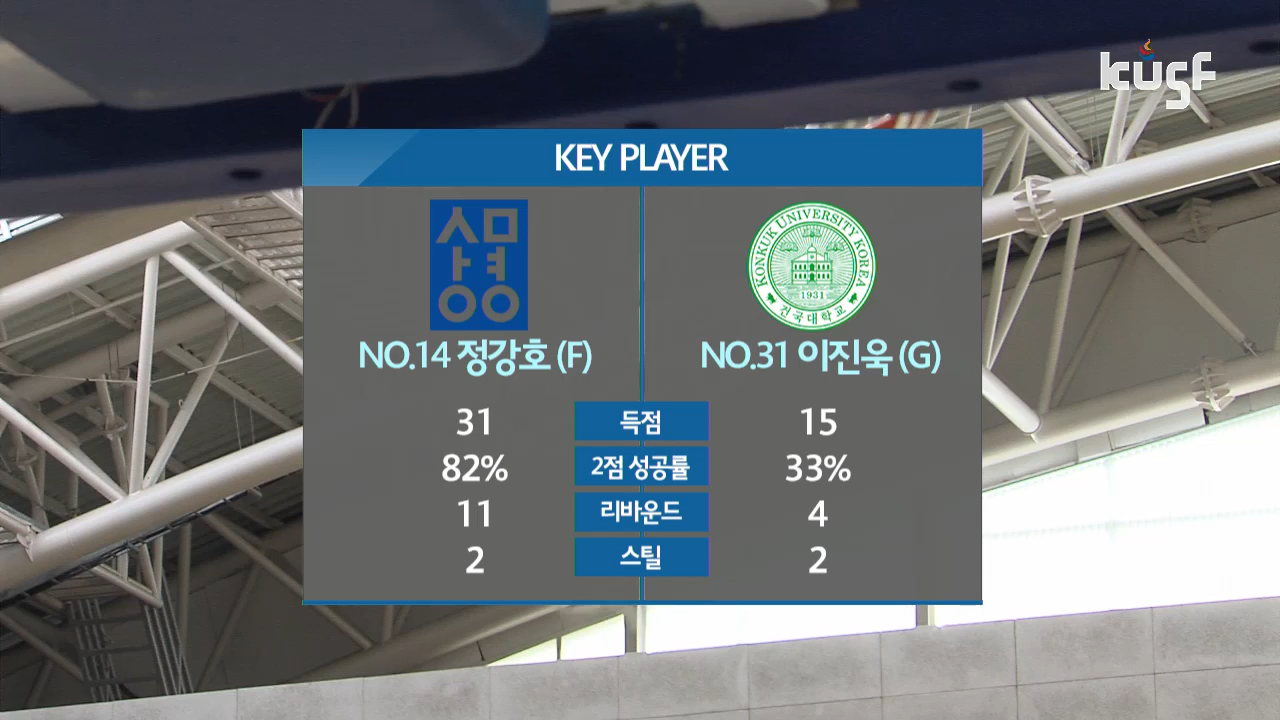 kusf
KEY PLAYER
상명
KONKUK UNIVERSITY KOREA
1931
건국대학교
NO.14 정강호 (F)
NO.31 이진욱 (G)
31 득점 15
82% 2점 성공률 33%
11 리바운드 4
2 스틸 2